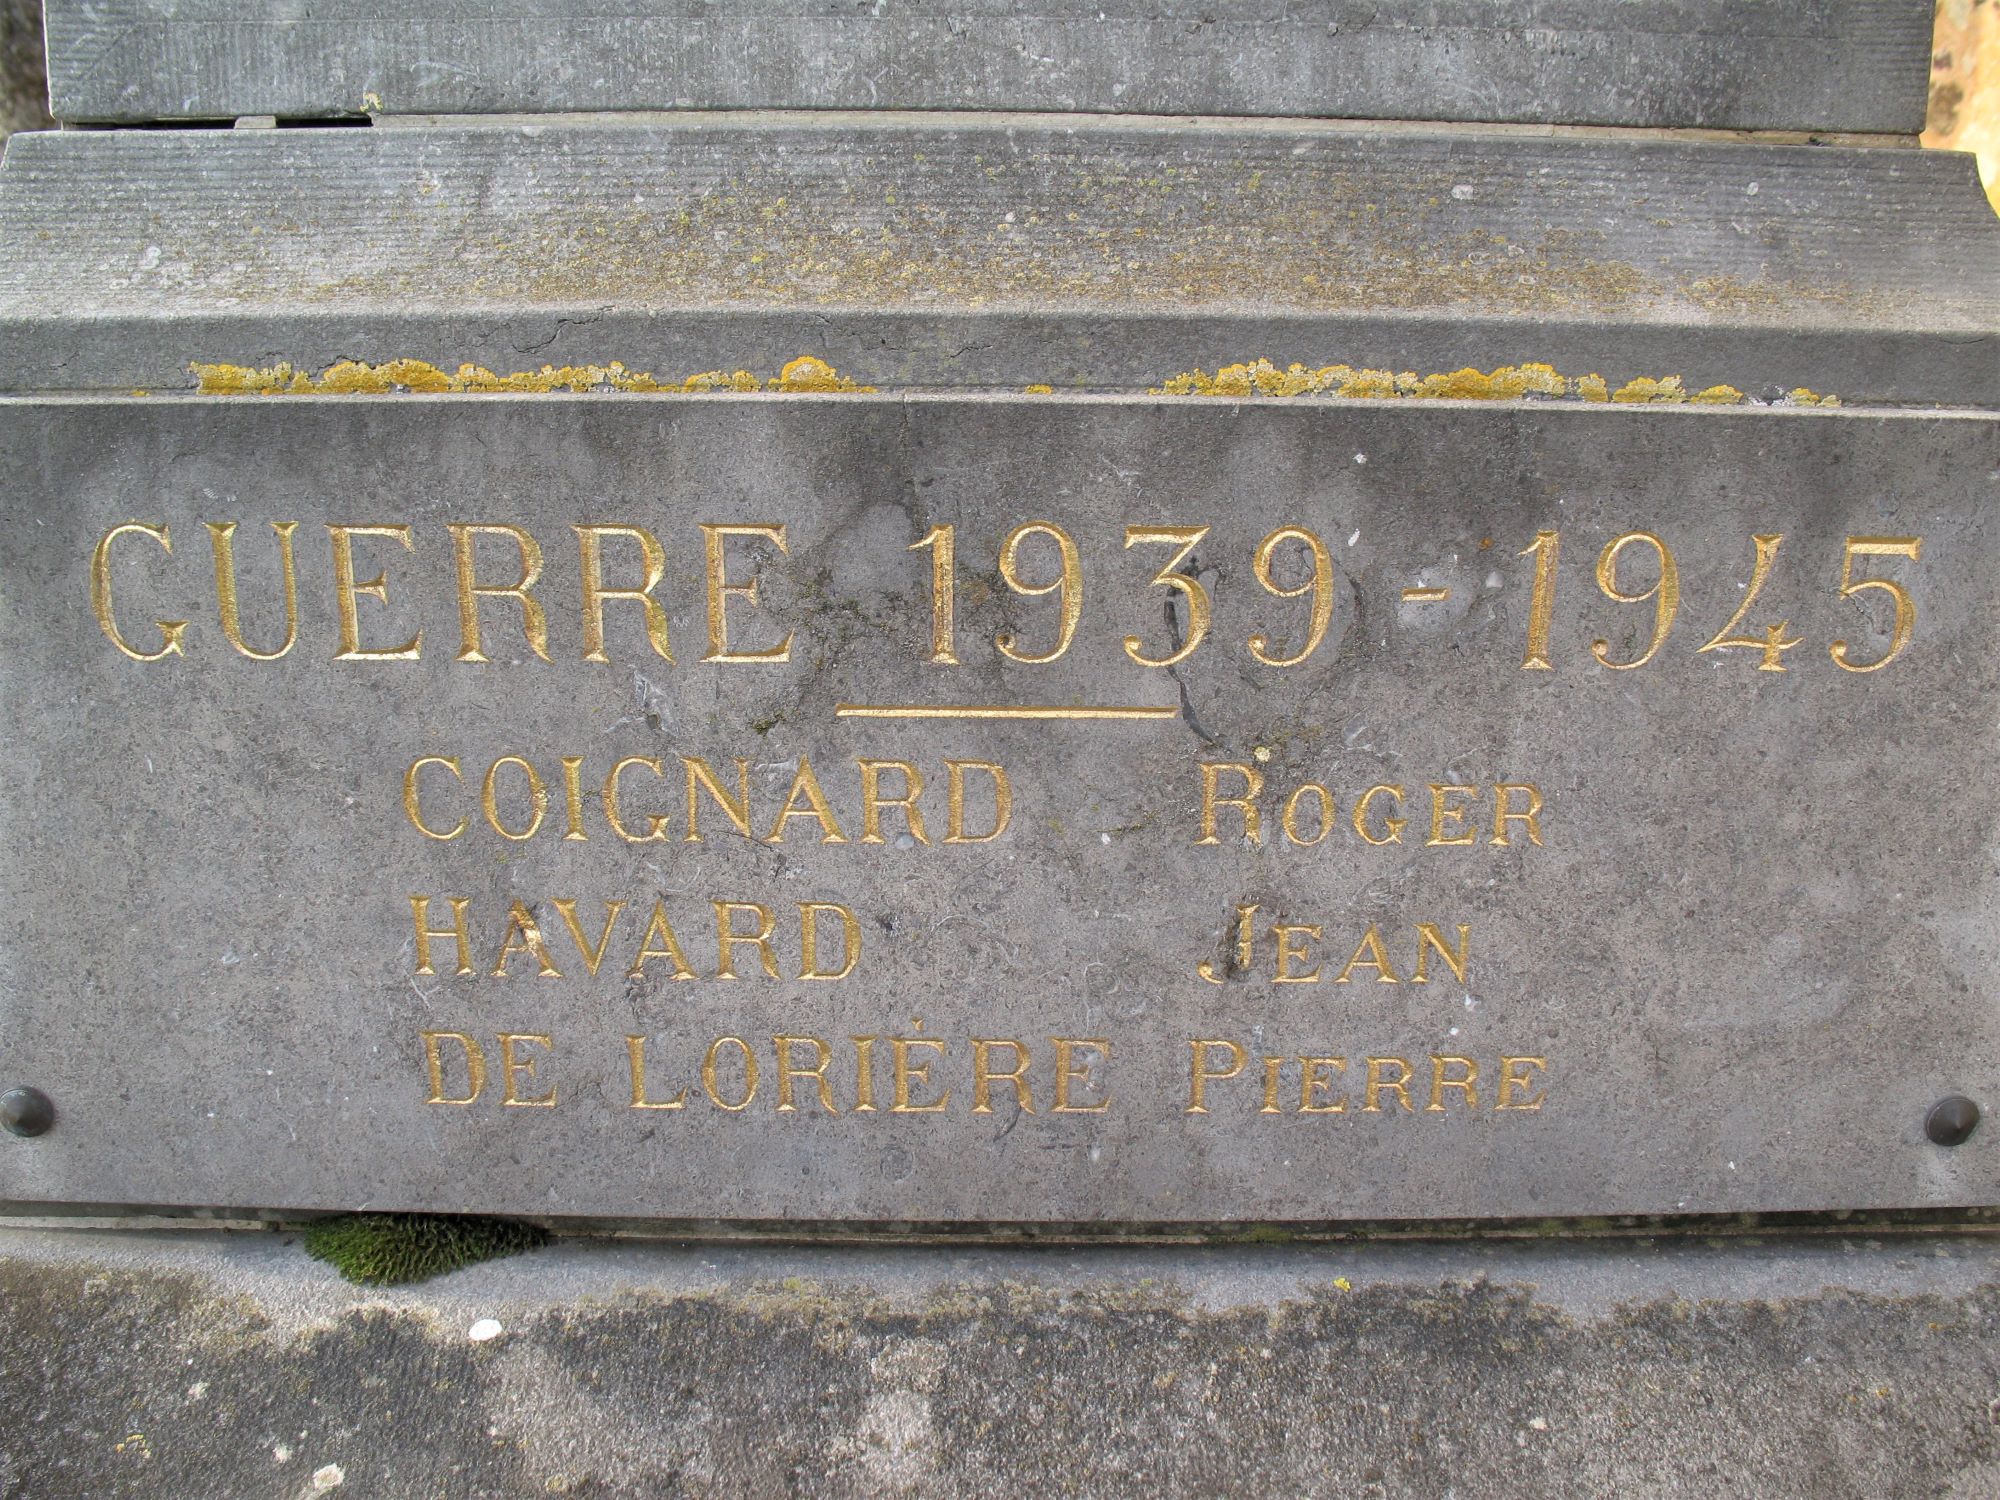 GUERRE 1939-1945
COIGNARD ROGER
HAVARD JEAN
DE LORIÈRE PIERRE